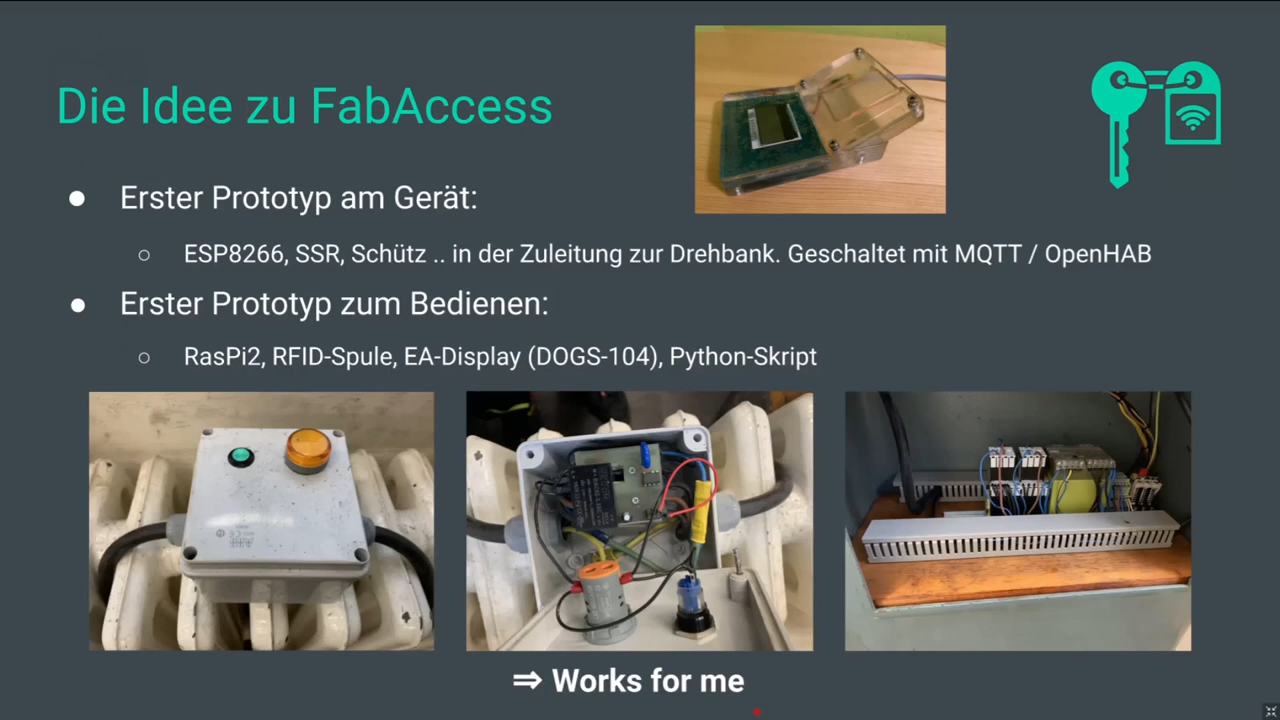 Die Idee zu FabAccess
● Erster Prototyp am Gerät:
○ ESP8266, SSR, Schütz .. in der Zuleitung zur Drehbank. Geschaltet mit MQTT / OpenHAB
● Erster Prototyp zum Bedienen:
○ RasPi2, RFID-Spule, EA-Display (DOGS-104), Python-Skript
⇒ Works for me